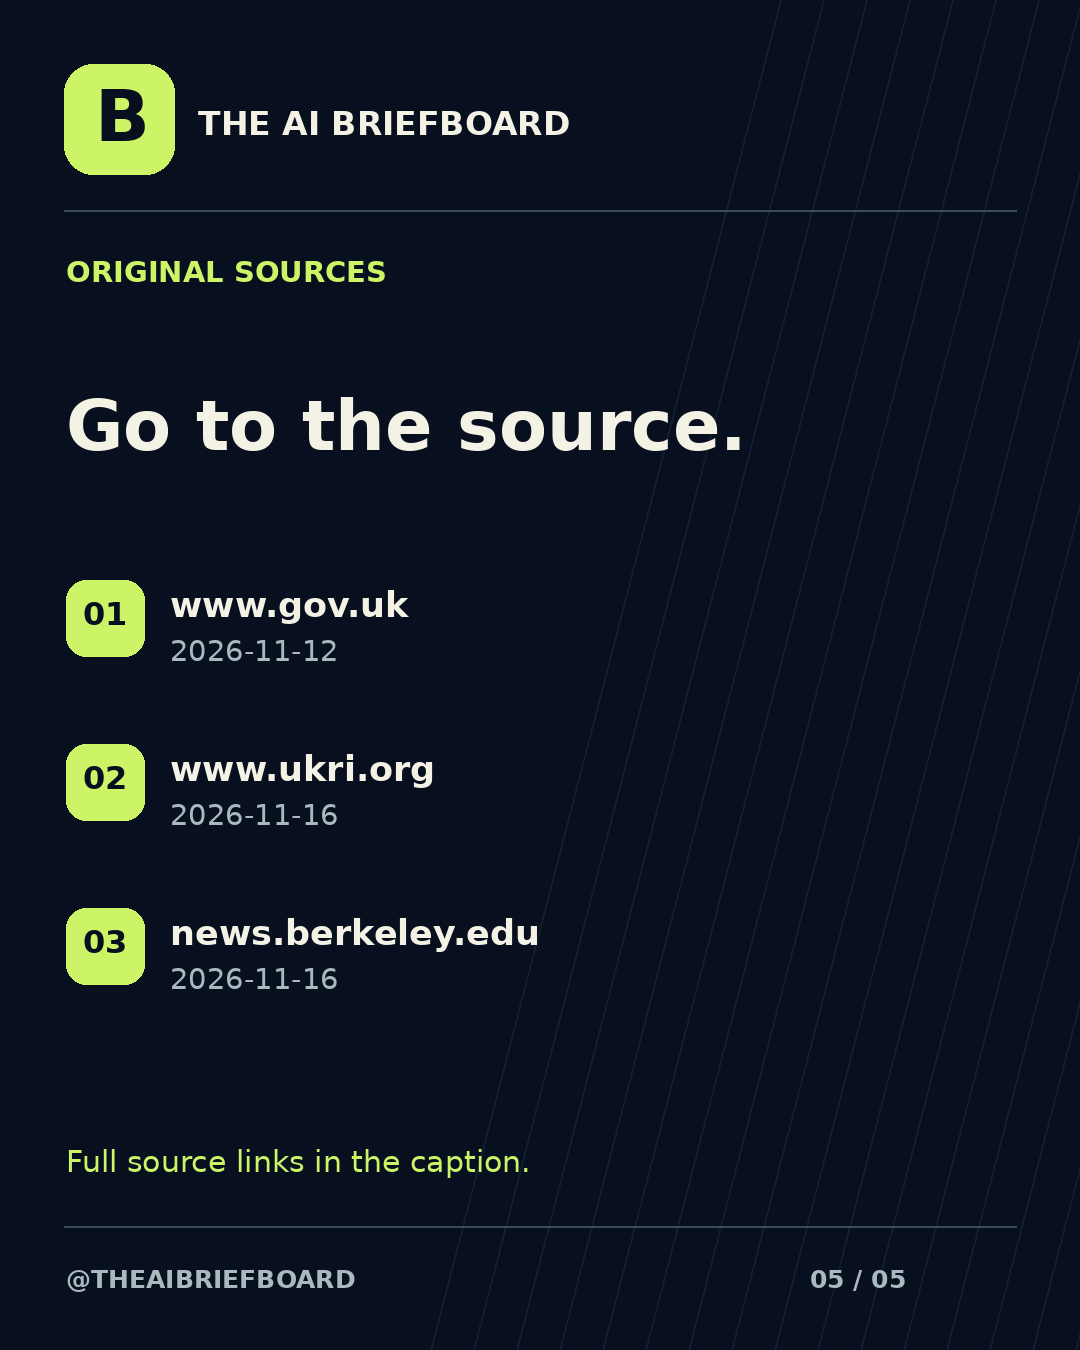 B
THE AI BRIEFBOARD
ORIGINAL SOURCES
Go to the source.
01
www.gov.uk
2026-11-12
02
www.ukri.org
2026-11-16
03
news.berkeley.edu
2026-11-16
Full source links in the caption.
@THEAIBRIEFBOARD
05 / 05